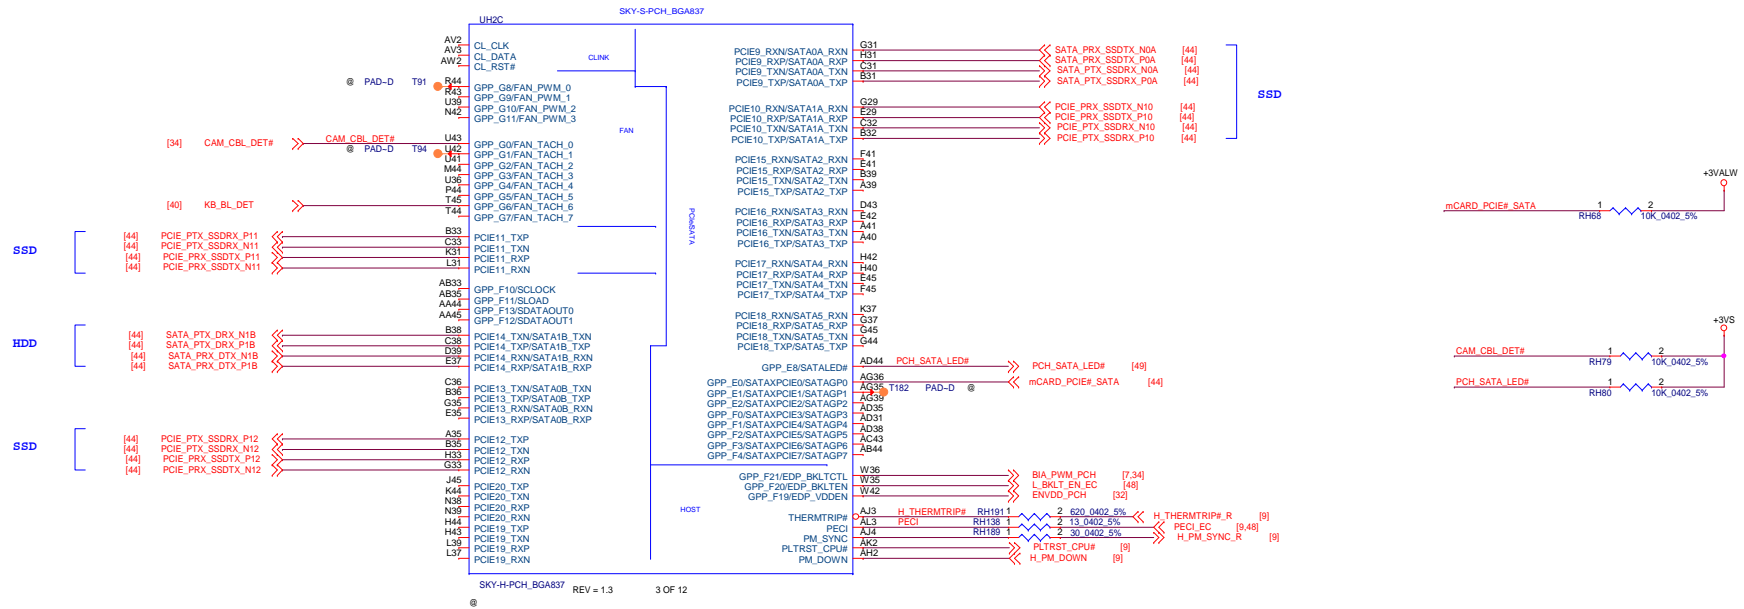 SKY-S-PCH_BGA837
UH2C
AV2 CL_CLK
AV3 CL_DATA
AW2 CL_RST#
CLINK
@ PAD~D T91 R44 GPP_G8/FAN_PWM_0
R43 GPP_G9/FAN_PWM_1
U39 GPP_G10/FAN_PWM_2
N42 GPP_G11/FAN_PWM_3
FAN
[34] CAM_CBL_DET# CAM_CBL_DET# U43 GPP_G0/FAN_TACH_0
@ PAD~D T94 U42 GPP_G1/FAN_TACH_1
U41 GPP_G2/FAN_TACH_2
M44 GPP_G3/FAN_TACH_3
U36 GPP_G4/FAN_TACH_4
P44 GPP_G5/FAN_TACH_5
[40] KB_BL_DET T45 GPP_G6/FAN_TACH_6
T44 GPP_G7/FAN_TACH_7
PCIe/SATA
SSD
[44] PCIE_PTX_SSDRX_P11 B33 PCIE11_TXP
[44] PCIE_PTX_SSDRX_N11 C33 PCIE11_TXN
[44] PCIE_PRX_SSDTX_P11 K31 PCIE11_RXP
[44] PCIE_PRX_SSDTX_N11 L31 PCIE11_RXN
AB33 GPP_F10/SCLOCK
AB35 GPP_F11/SLOAD
AA44 GPP_F13/SDATAOUT0
AA45 GPP_F12/SDATAOUT1
HDD
[44] SATA_PTX_DRX_N1B B38 PCIE14_TXN/SATA1B_TXN
[44] SATA_PTX_DRX_P1B C38 PCIE14_TXP/SATA1B_TXP
[44] SATA_PRX_DTX_N1B D39 PCIE14_RXN/SATA1B_RXN
[44] SATA_PRX_DTX_P1B E37 PCIE14_RXP/SATA1B_RXP
C36 PCIE13_TXN/SATA0B_TXN
B36 PCIE13_TXP/SATA0B_TXP
G35 PCIE13_RXN/SATA0B_RXN
E35 PCIE13_RXP/SATA0B_RXP
SSD
[44] PCIE_PTX_SSDRX_P12 A35 PCIE12_TXP
[44] PCIE_PTX_SSDRX_N12 B35 PCIE12_TXN
[44] PCIE_PRX_SSDTX_P12 H33 PCIE12_RXP
[44] PCIE_PRX_SSDTX_N12 G33 PCIE12_RXN
J45 PCIE20_TXP
K44 PCIE20_TXN
N38 PCIE20_RXP
N39 PCIE20_RXN
H44 PCIE19_TXP
H43 PCIE19_TXN
L39 PCIE19_RXP
L37 PCIE19_RXN
HOST
PCIE9_RXN/SATA0A_RXN G31 SATA_PRX_SSDTX_N0A [44]
PCIE9_RXP/SATA0A_RXP H31 SATA_PRX_SSDTX_P0A [44]
PCIE9_TXN/SATA0A_TXN C31 SATA_PTX_SSDRX_N0A [44]
PCIE9_TXP/SATA0A_TXP B31 SATA_PTX_SSDRX_P0A [44]
SSD
PCIE10_RXN/SATA1A_RXN G29 PCIE_PRX_SSDTX_N10 [44]
PCIE10_RXP/SATA1A_RXP E29 PCIE_PRX_SSDTX_P10 [44]
PCIE10_TXN/SATA1A_TXN C32 PCIE_PTX_SSDRX_N10 [44]
PCIE10_TXP/SATA1A_TXP B32 PCIE_PTX_SSDRX_P10 [44]
PCIE15_RXN/SATA2_RXN F41
PCIE15_RXP/SATA2_RXP E41
PCIE15_TXN/SATA2_TXN B39
PCIE15_TXP/SATA2_TXP A39
PCIE16_RXN/SATA3_RXN D43
PCIE16_RXP/SATA3_RXP E42
PCIE16_TXN/SATA3_TXN A41
PCIE16_TXP/SATA3_TXP A40
PCIE17_RXN/SATA4_RXN H42
PCIE17_RXP/SATA4_RXP H40
PCIE17_TXN/SATA4_TXN E45
PCIE17_TXP/SATA4_TXP F45
PCIE18_RXN/SATA5_RXN K37
PCIE18_RXP/SATA5_RXP G37
PCIE18_TXN/SATA5_TXN G45
PCIE18_TXP/SATA5_TXP G44
GPP_E8/SATALED# AD44 PCH_SATA_LED# PCH_SATA_LED# [49]
GPP_E0/SATAXPCIE0/SATAGP0 AG36 mCARD_PCIE#_SATA [44]
GPP_E1/SATAXPCIE1/SATAGP1 AG35 T182 PAD~D @
GPP_E2/SATAXPCIE2/SATAGP2 AG39
GPP_F0/SATAXPCIE3/SATAGP3 AD35
GPP_F1/SATAXPCIE4/SATAGP4 AD31
GPP_F2/SATAXPCIE5/SATAGP5 AD38
GPP_F3/SATAXPCIE6/SATAGP6 AC43
GPP_F4/SATAXPCIE7/SATAGP7 AB44
GPP_F21/EDP_BKLTCTL W36 BIA_PWM_PCH [7,34]
GPP_F20/EDP_BKLTEN W35 L_BKLT_EN_EC [48]
GPP_F19/EDP_VDDEN W42 ENVDD_PCH [32]
THERMTRIP# AJ3 H_THERMTRIP# RH191 1 2 620_0402_5% H_THERMTRIP#_R [9]
PECI AL3 PECI RH138 1 2 13_0402_5% PECI_EC [9,48]
PM_SYNC AJ4 RH189 1 2 30_0402_5% H_PM_SYNC_R [9]
PLTRST_CPU# AK2 PLTRST_CPU# [9]
PM_DOWN AH2 H_PM_DOWN [9]
SKY-H-PCH_BGA837 REV = 1.3 3 OF 12
@
+3VALW
mCARD_PCIE#_SATA RH68 1 2 10K_0402_5%
+3VS
CAM_CBL_DET# RH79 1 2 10K_0402_5%
PCH_SATA_LED# RH80 1 2 10K_0402_5%